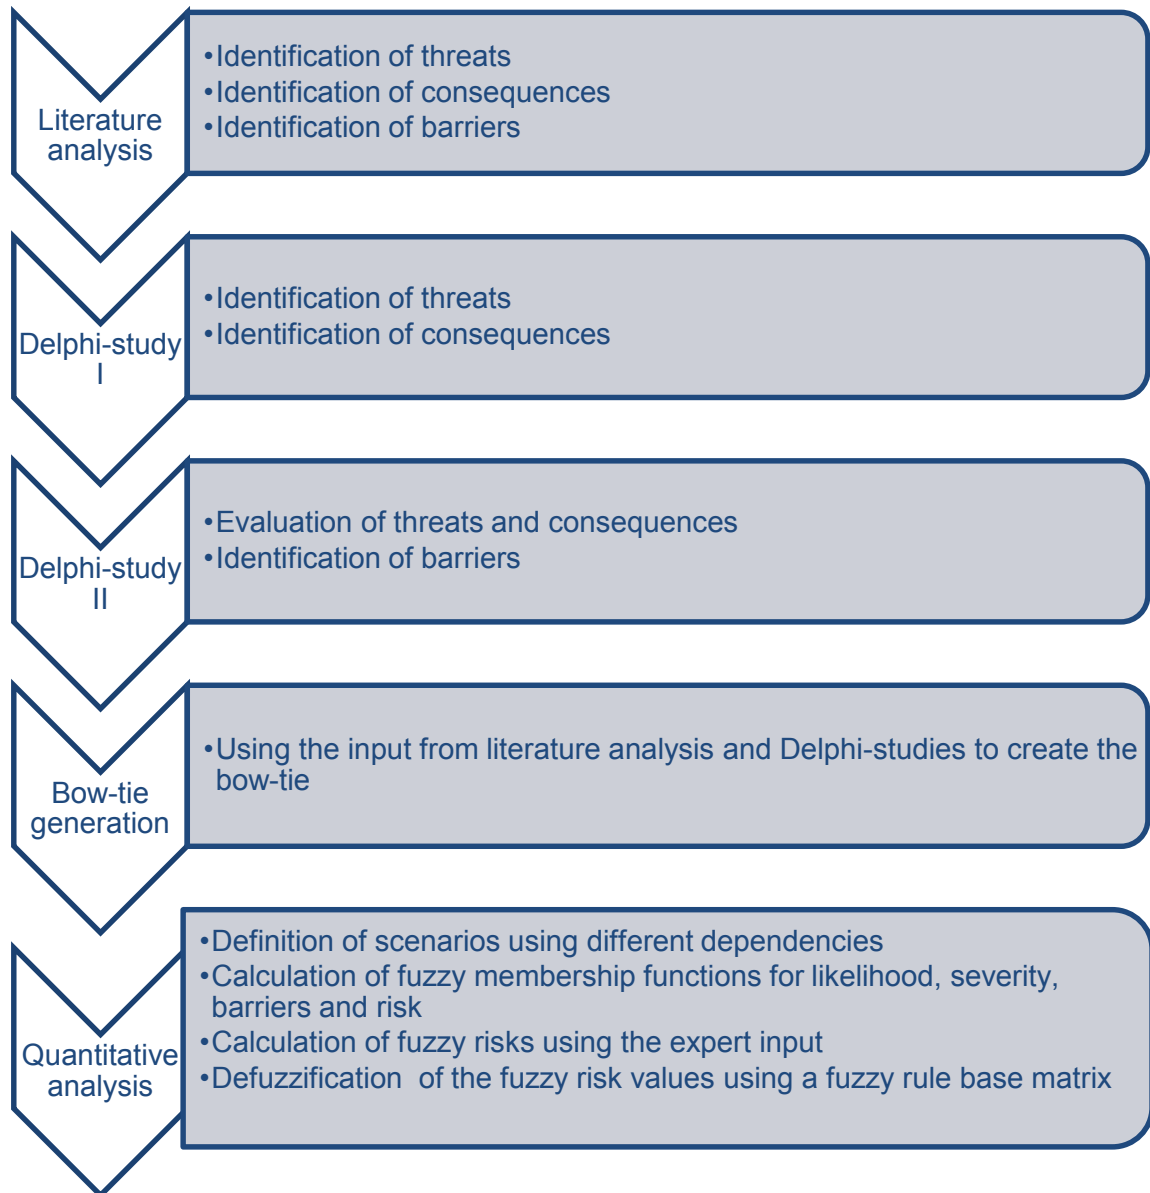 Literature
analysis
•Identification of threats
•Identification of consequences
•Identification of barriers
Delphi-study
I
•Identification of threats
•Identification of consequences
Delphi-study
II
•Evaluation of threats and consequences
•Identification of barriers
Bow-tie
generation
•Using the input from literature analysis and Delphi-studies to create the
bow-tie
Quantitative
analysis
•Definition of scenarios using different dependencies
•Calculation of fuzzy membership functions for likelihood, severity,
barriers and risk
•Calculation of fuzzy risks using the expert input
•Defuzzification  of the fuzzy risk values using a fuzzy rule base matrix